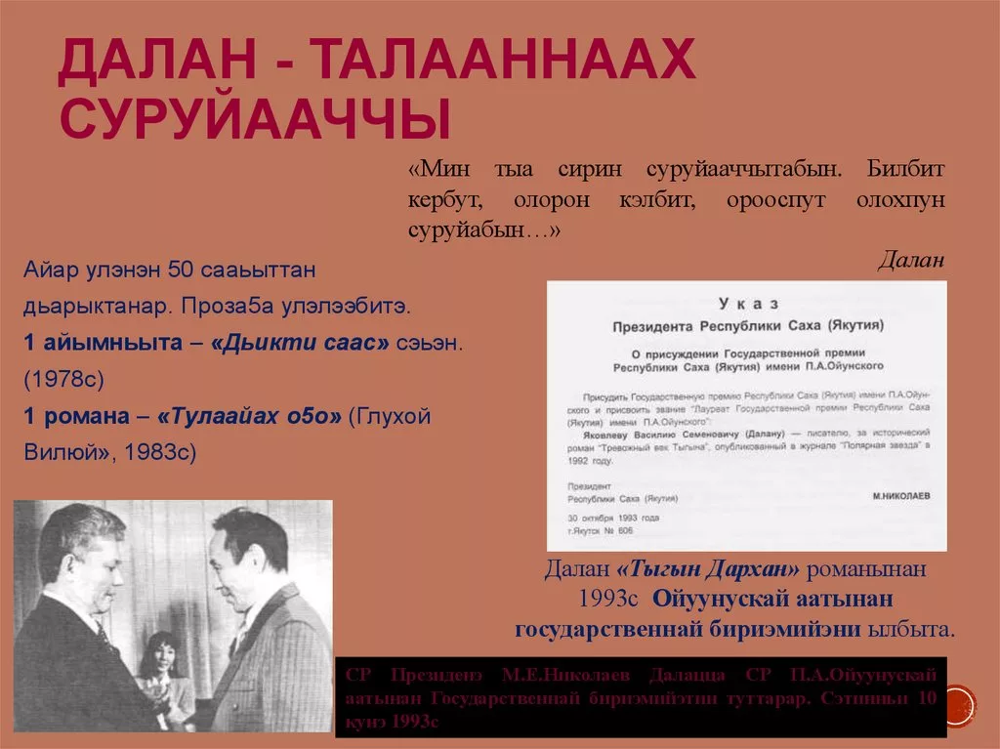 ДАЛАН - ТАЛААННААХ
СУРУЙААЧЧЫ
«Мин тыа сирин суруйааччытабын. Билбит
кербут, олорон кэлбит, орооспут олохпун
суруйабын…»
Далан
Айар улэнэн 50 сааьыттан
дьарыктанар. Проза5а улэлээбитэ.
1 айымньыта – «Дьикти саас» сэьэн.
(1978с)
1 романа – «Тулаайах о5о» (Глухой
Вилюй», 1983с)
У к а з
Президента Республики Саха (Якутия)
О присуждении Государственной премии
Республики Саха (Якутия) имени П.А.Ойунского
Присудить Государственную премию Республики Саха (Якутия) имени П.А.Ойун-
ского и присвоить звание "Лауреат Государственной премии Республики Саха
(Якутия) имени П.А.Ойунского":
Яковлеву Василию Семеновичу (Далану) — писателю, за исторический
роман "Тревожный век Тыгына", опубликованный в журнале "Полярная звезда" в
1992 году.
Президент
Республики Саха (Якутия)
М.НИКОЛАЕВ
30 октября 1993 года
г.Якутск № 606
Далан «Тыгын Дархан» романынан
1993с Ойуунускай аатынан
государственнай бириэмийэни ылбыта.
СР Президенэ М.Е.Николаев Далацца СР П.А.Ойуунускай
аатынан Государственнай бириэмийэтин туттарар. Сэтинньи 10
кунэ 1993с